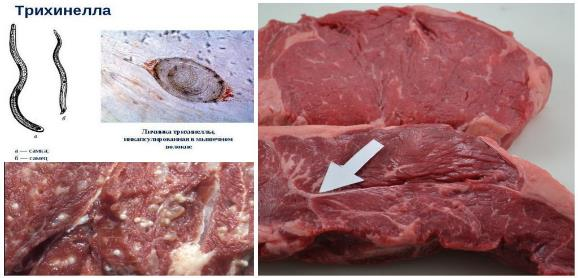 Трихинелла
а
б
Личинка трихинеллы,
инкапсулированная в мышечном
волокне
а — самка;
б — самец